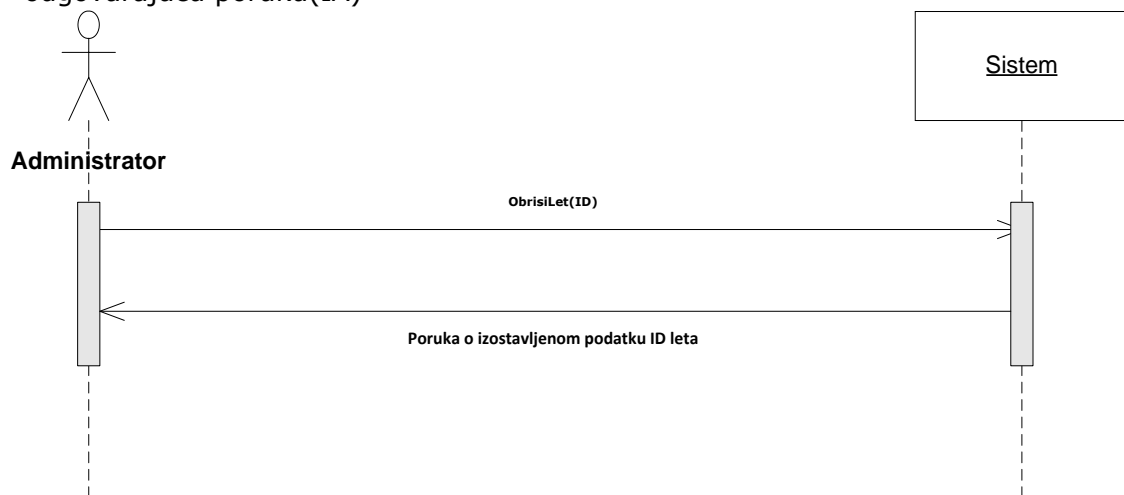 Sistem
Administrator
ObrisiLet(ID)
Poruka o izostavljenom podatku ID leta